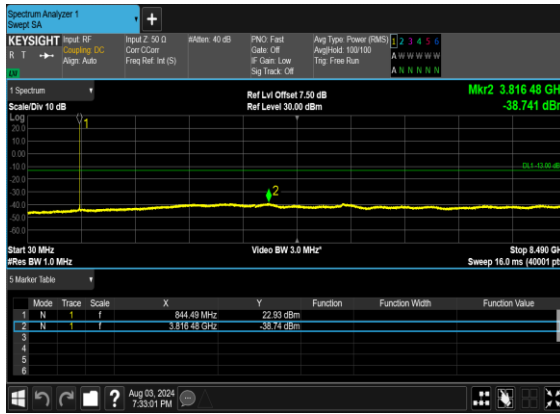 Spectrum Analyzer 1
Swept SA
+
KEYSIGHT Input: RF Input Z: 50 Ω #Atten: 40 dB PNO: Fast Avg Type: Power (RMS) 1 2 3 4 5 6
R T Coupling: DC Corr CCorr Gate: Off Avg|Hold: 100/100 A W W W W W
Align: Auto Freq Ref: Int (S) IF Gain: Low Trig: Free Run
LXI Sig Track: Off A N N N N N
1 Spectrum Ref Lvl Offset 7.50 dB Mkr2 3.816 48 GH
Scale/Div 10 dB Ref Level 30.00 dBm -38.741 dBr
Log 1
20.0
10.0
0.00
-10.0 DL1 -13.00 dB
-20.0
-30.0 2
-40.0
-50.0
-60.0
Start 30 MHz Video BW 3.0 MHz* Stop 8.490 GH
#Res BW 1.0 MHz Sweep 16.0 ms (40001 pt
5 Marker Table
Mode Trace Scale X Y Function Function Width Function Value
1 N 1 f 844.49 MHz 22.93 dBm
2 N 1 f 3.816 48 GHz -38.74 dBm
3
4
5
6
? Aug 03, 2024
7:33:01 PM